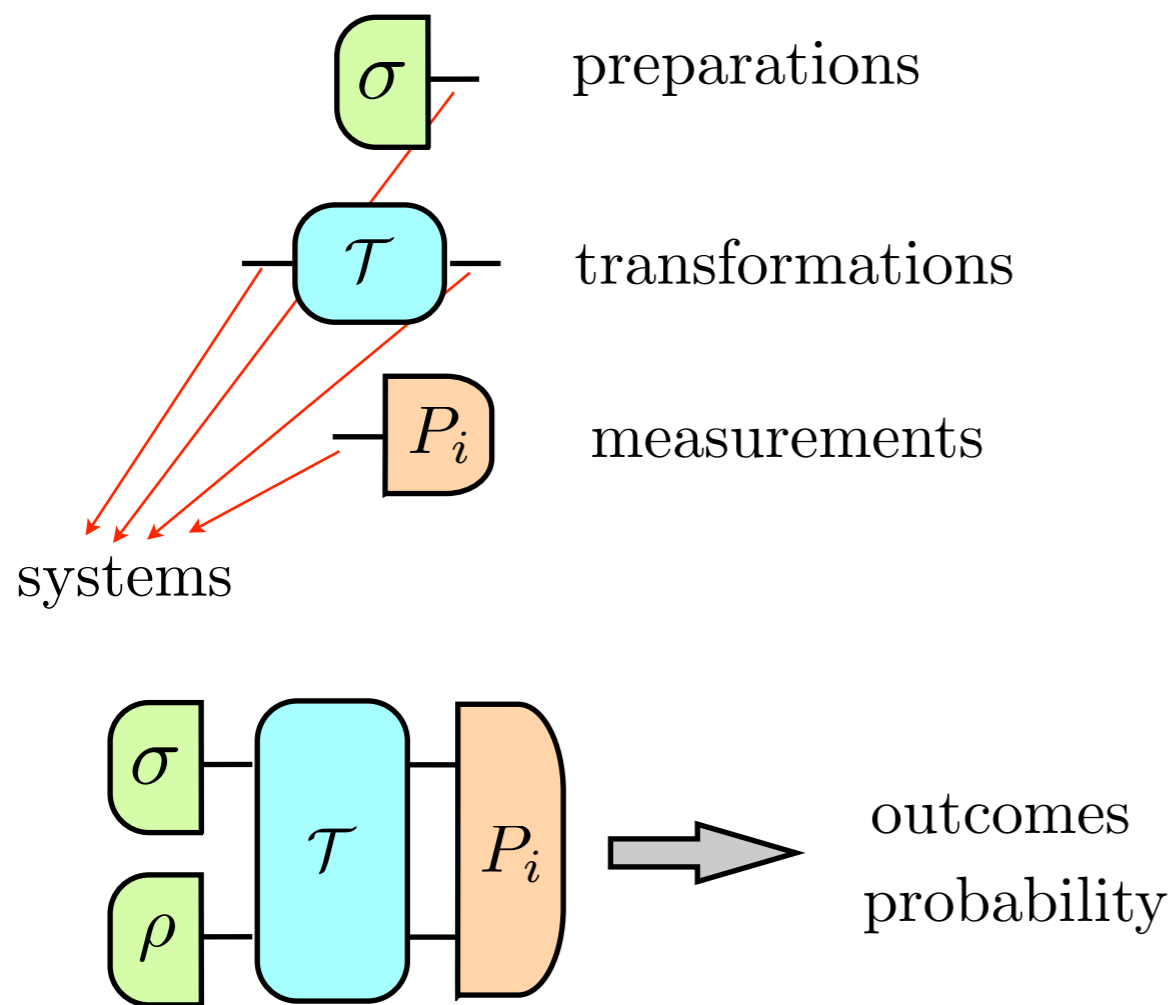 σ preparations
𝒯 transformations
P_i measurements
systems
σ
𝒯 P_i outcomes
probability
ρ